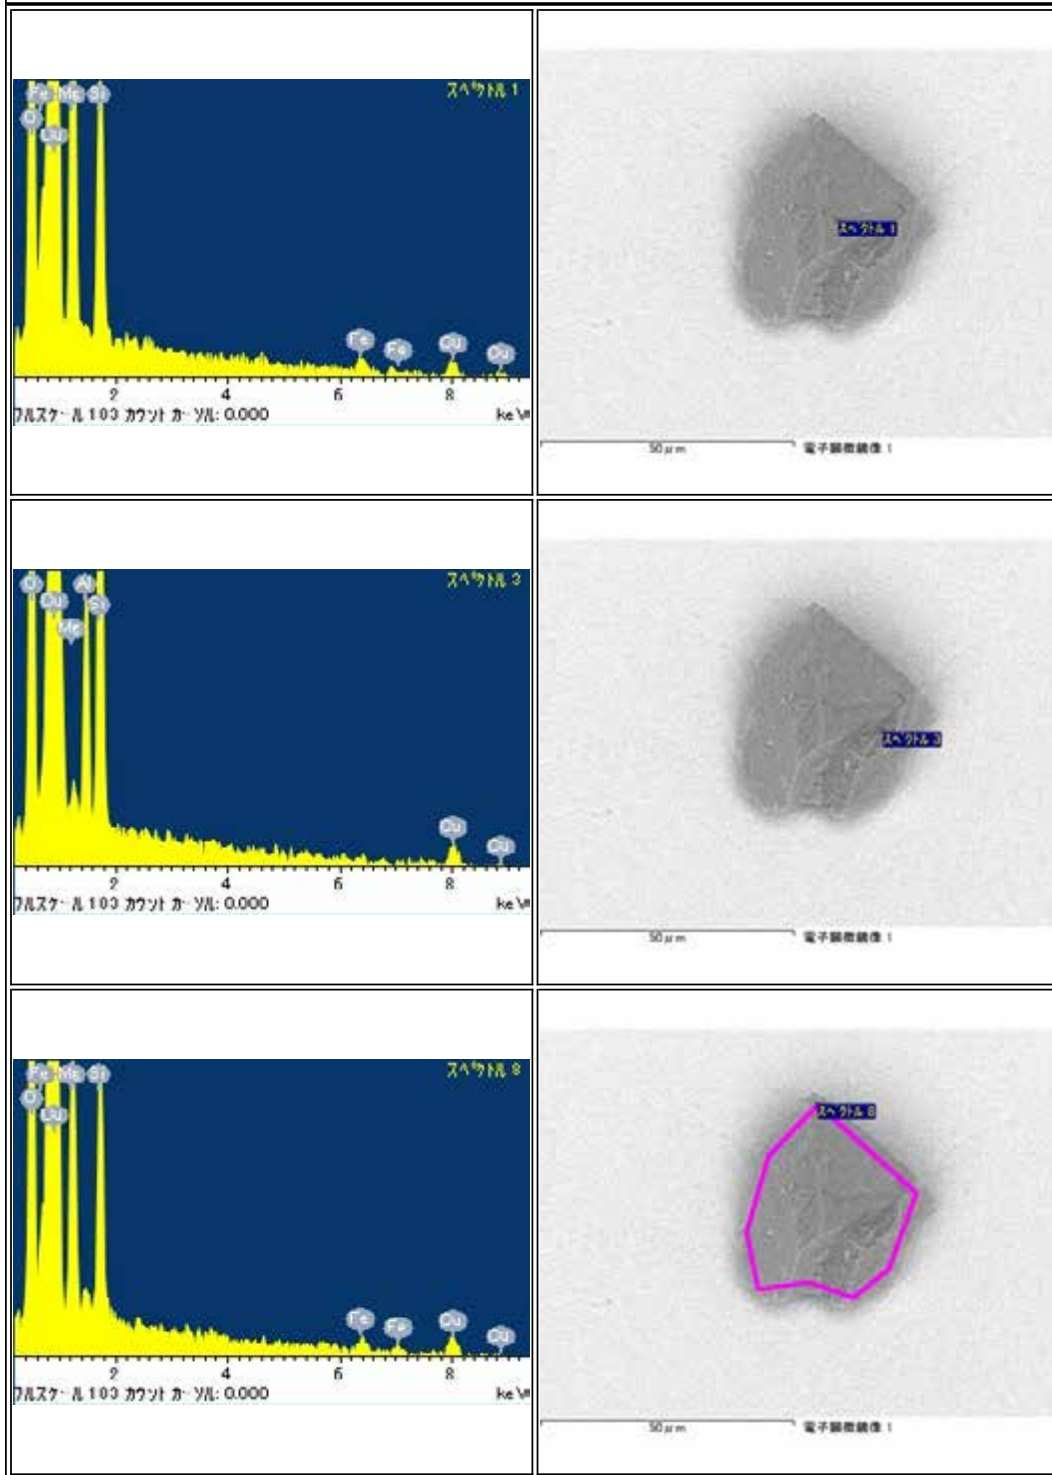 スペクトル 1
Fe Mg Si
O
Cu
Fe Fe Cu Cu
2 4 6 8
フルスケール 103 カウント カーソル: 0.000 keV
スペクトル 1
50μm 電子顕微鏡像 1
スペクトル 3
O Al
Cu Si
Mg
Cu
Cu
2 4 6 8
フルスケール 103 カウント カーソル: 0.000 keV
スペクトル 3
50μm 電子顕微鏡像 1
スペクトル 8
Fe Mg Si
O
Cu
Fe Fe Cu Cu
2 4 6 8
フルスケール 103 カウント カーソル: 0.000 keV
スペクトル 8
50μm 電子顕微鏡像 1